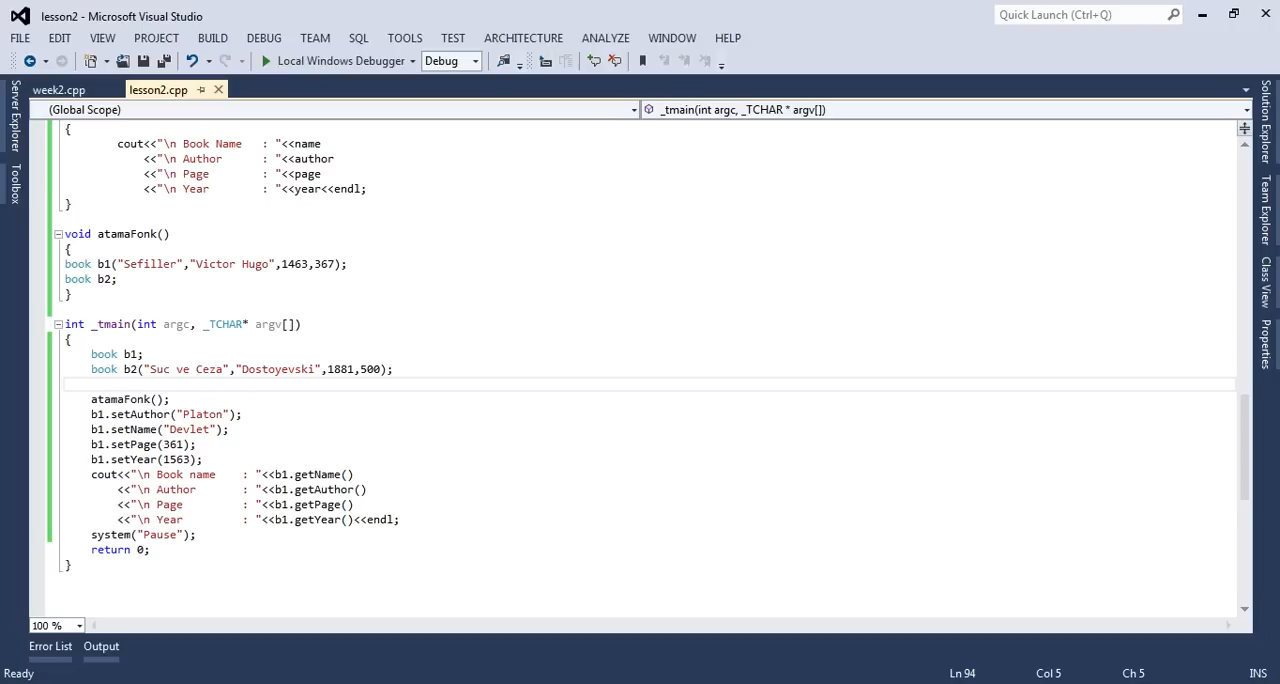 lesson2 - Microsoft Visual Studio
Quick Launch (Ctrl+Q)
FILE EDIT VIEW PROJECT BUILD DEBUG TEAM SQL TOOLS TEST ARCHITECTURE ANALYZE WINDOW HELP
Local Windows Debugger Debug
week2.cpp lesson2.cpp
(Global Scope) _tmain(int argc, _TCHAR * argv[])
{
cout<<"\n Book Name   : "<<name
<<"\n Author      : "<<author
<<"\n Page        : "<<page
<<"\n Year        : "<<year<<endl;
}
void atamaFonk()
{
book b1("Sefiller","Victor Hugo",1463,367);
book b2;
}
int _tmain(int argc, _TCHAR* argv[])
{
book b1;
book b2("Suc ve Ceza","Dostoyevski",1881,500);
atamaFonk();
b1.setAuthor("Platon");
b1.setName("Devlet");
b1.setPage(361);
b1.setYear(1563);
cout<<"\n Book name    : "<<b1.getName()
<<"\n Author       : "<<b1.getAuthor()
<<"\n Page         : "<<b1.getPage()
<<"\n Year         : "<<b1.getYear()<<endl;
system("Pause");
return 0;
}
100 %
Error List Output
Ready Ln 94 Col 5 Ch 5 INS
Server Explorer
Toolbox
Solution Explorer
Team Explorer
Class View
Properties